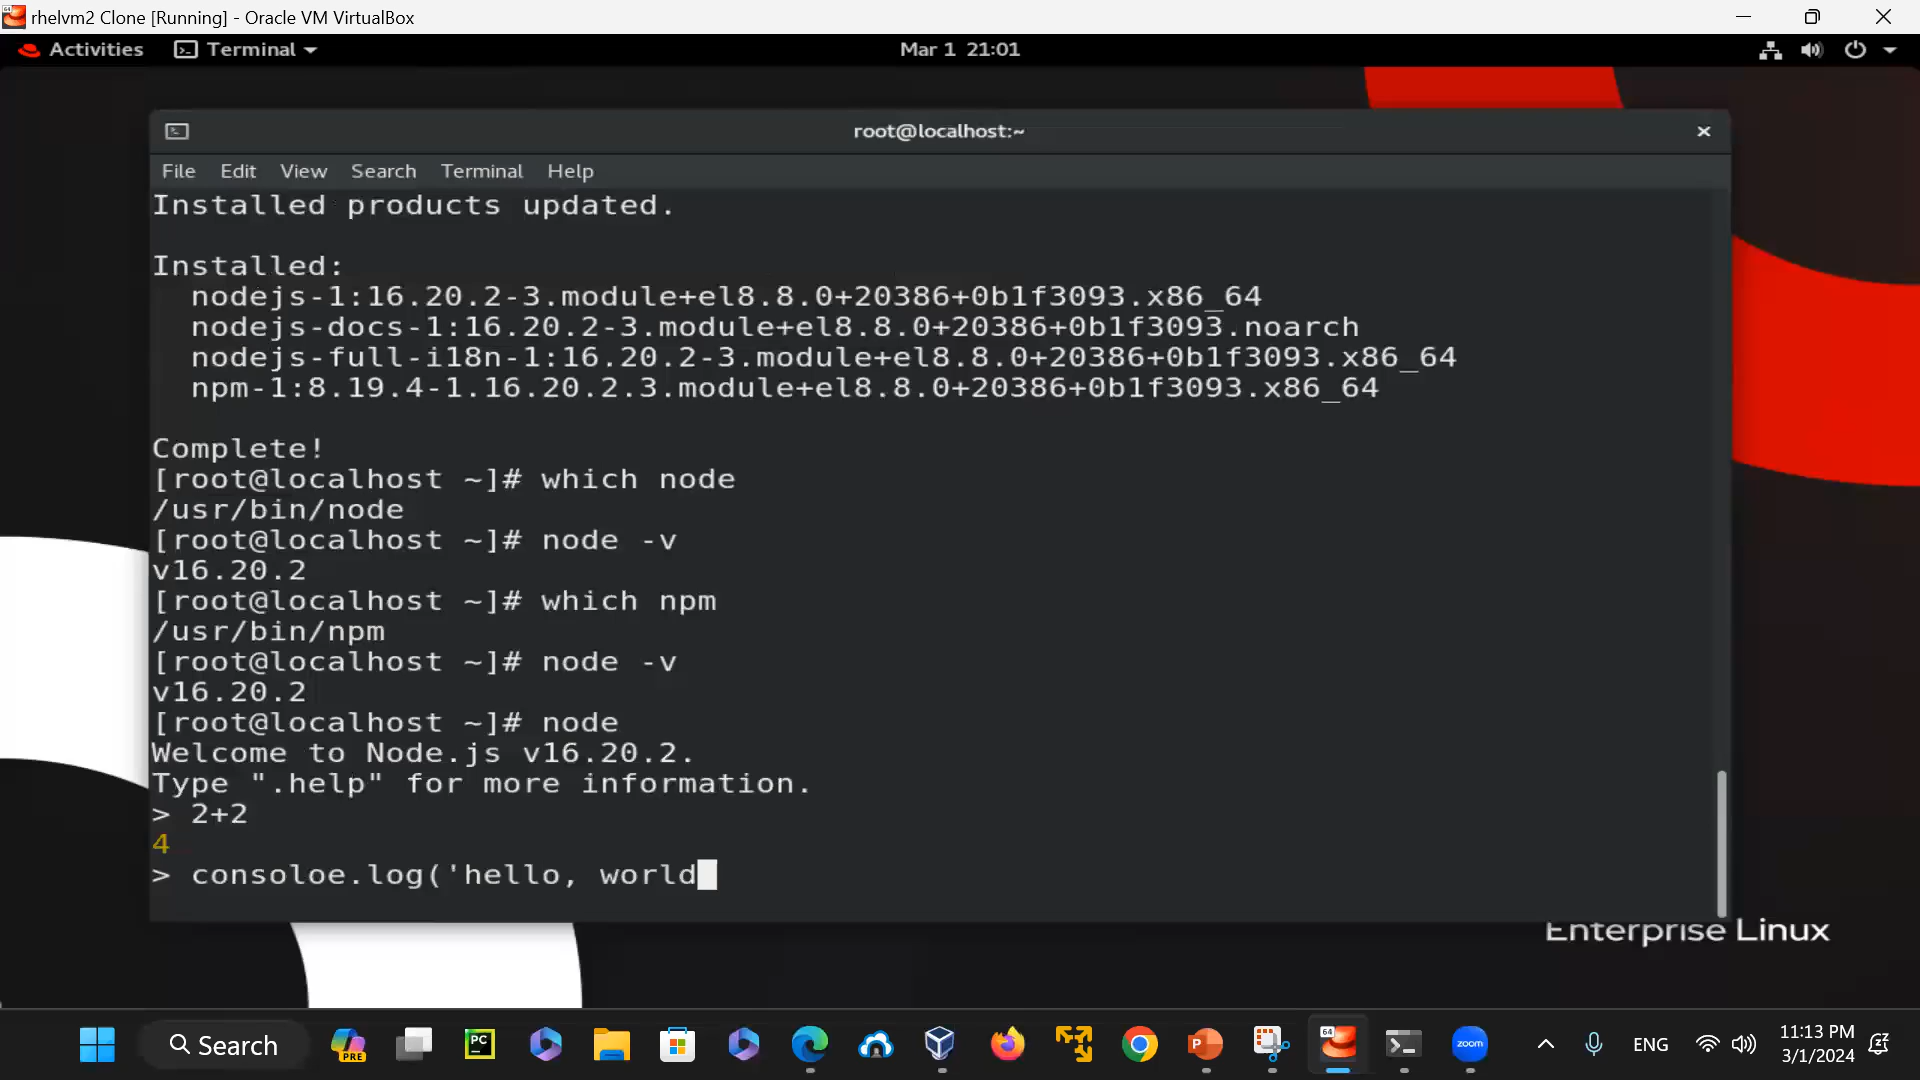 rhelvm2 Clone [Running] - Oracle VM VirtualBox
Activities Terminal Mar 1 21:01
root@localhost:~
File Edit View Search Terminal Help
Installed products updated.
Installed:
nodejs-1:16.20.2-3.module+el8.8.0+20386+0b1f3093.x86_64
nodejs-docs-1:16.20.2-3.module+el8.8.0+20386+0b1f3093.noarch
nodejs-full-i18n-1:16.20.2-3.module+el8.8.0+20386+0b1f3093.x86_64
npm-1:8.19.4-1.16.20.2.3.module+el8.8.0+20386+0b1f3093.x86_64
Complete!
[root@localhost ~]# which node
/usr/bin/node
[root@localhost ~]# node -v
v16.20.2
[root@localhost ~]# which npm
/usr/bin/npm
[root@localhost ~]# node -v
v16.20.2
[root@localhost ~]# node
Welcome to Node.js v16.20.2.
Type ".help" for more information.
> 2+2
4
> consoloe.log('hello, world
Enterprise Linux
Search PRE PC P 64 zoom ENG 11:13 PM
3/1/2024